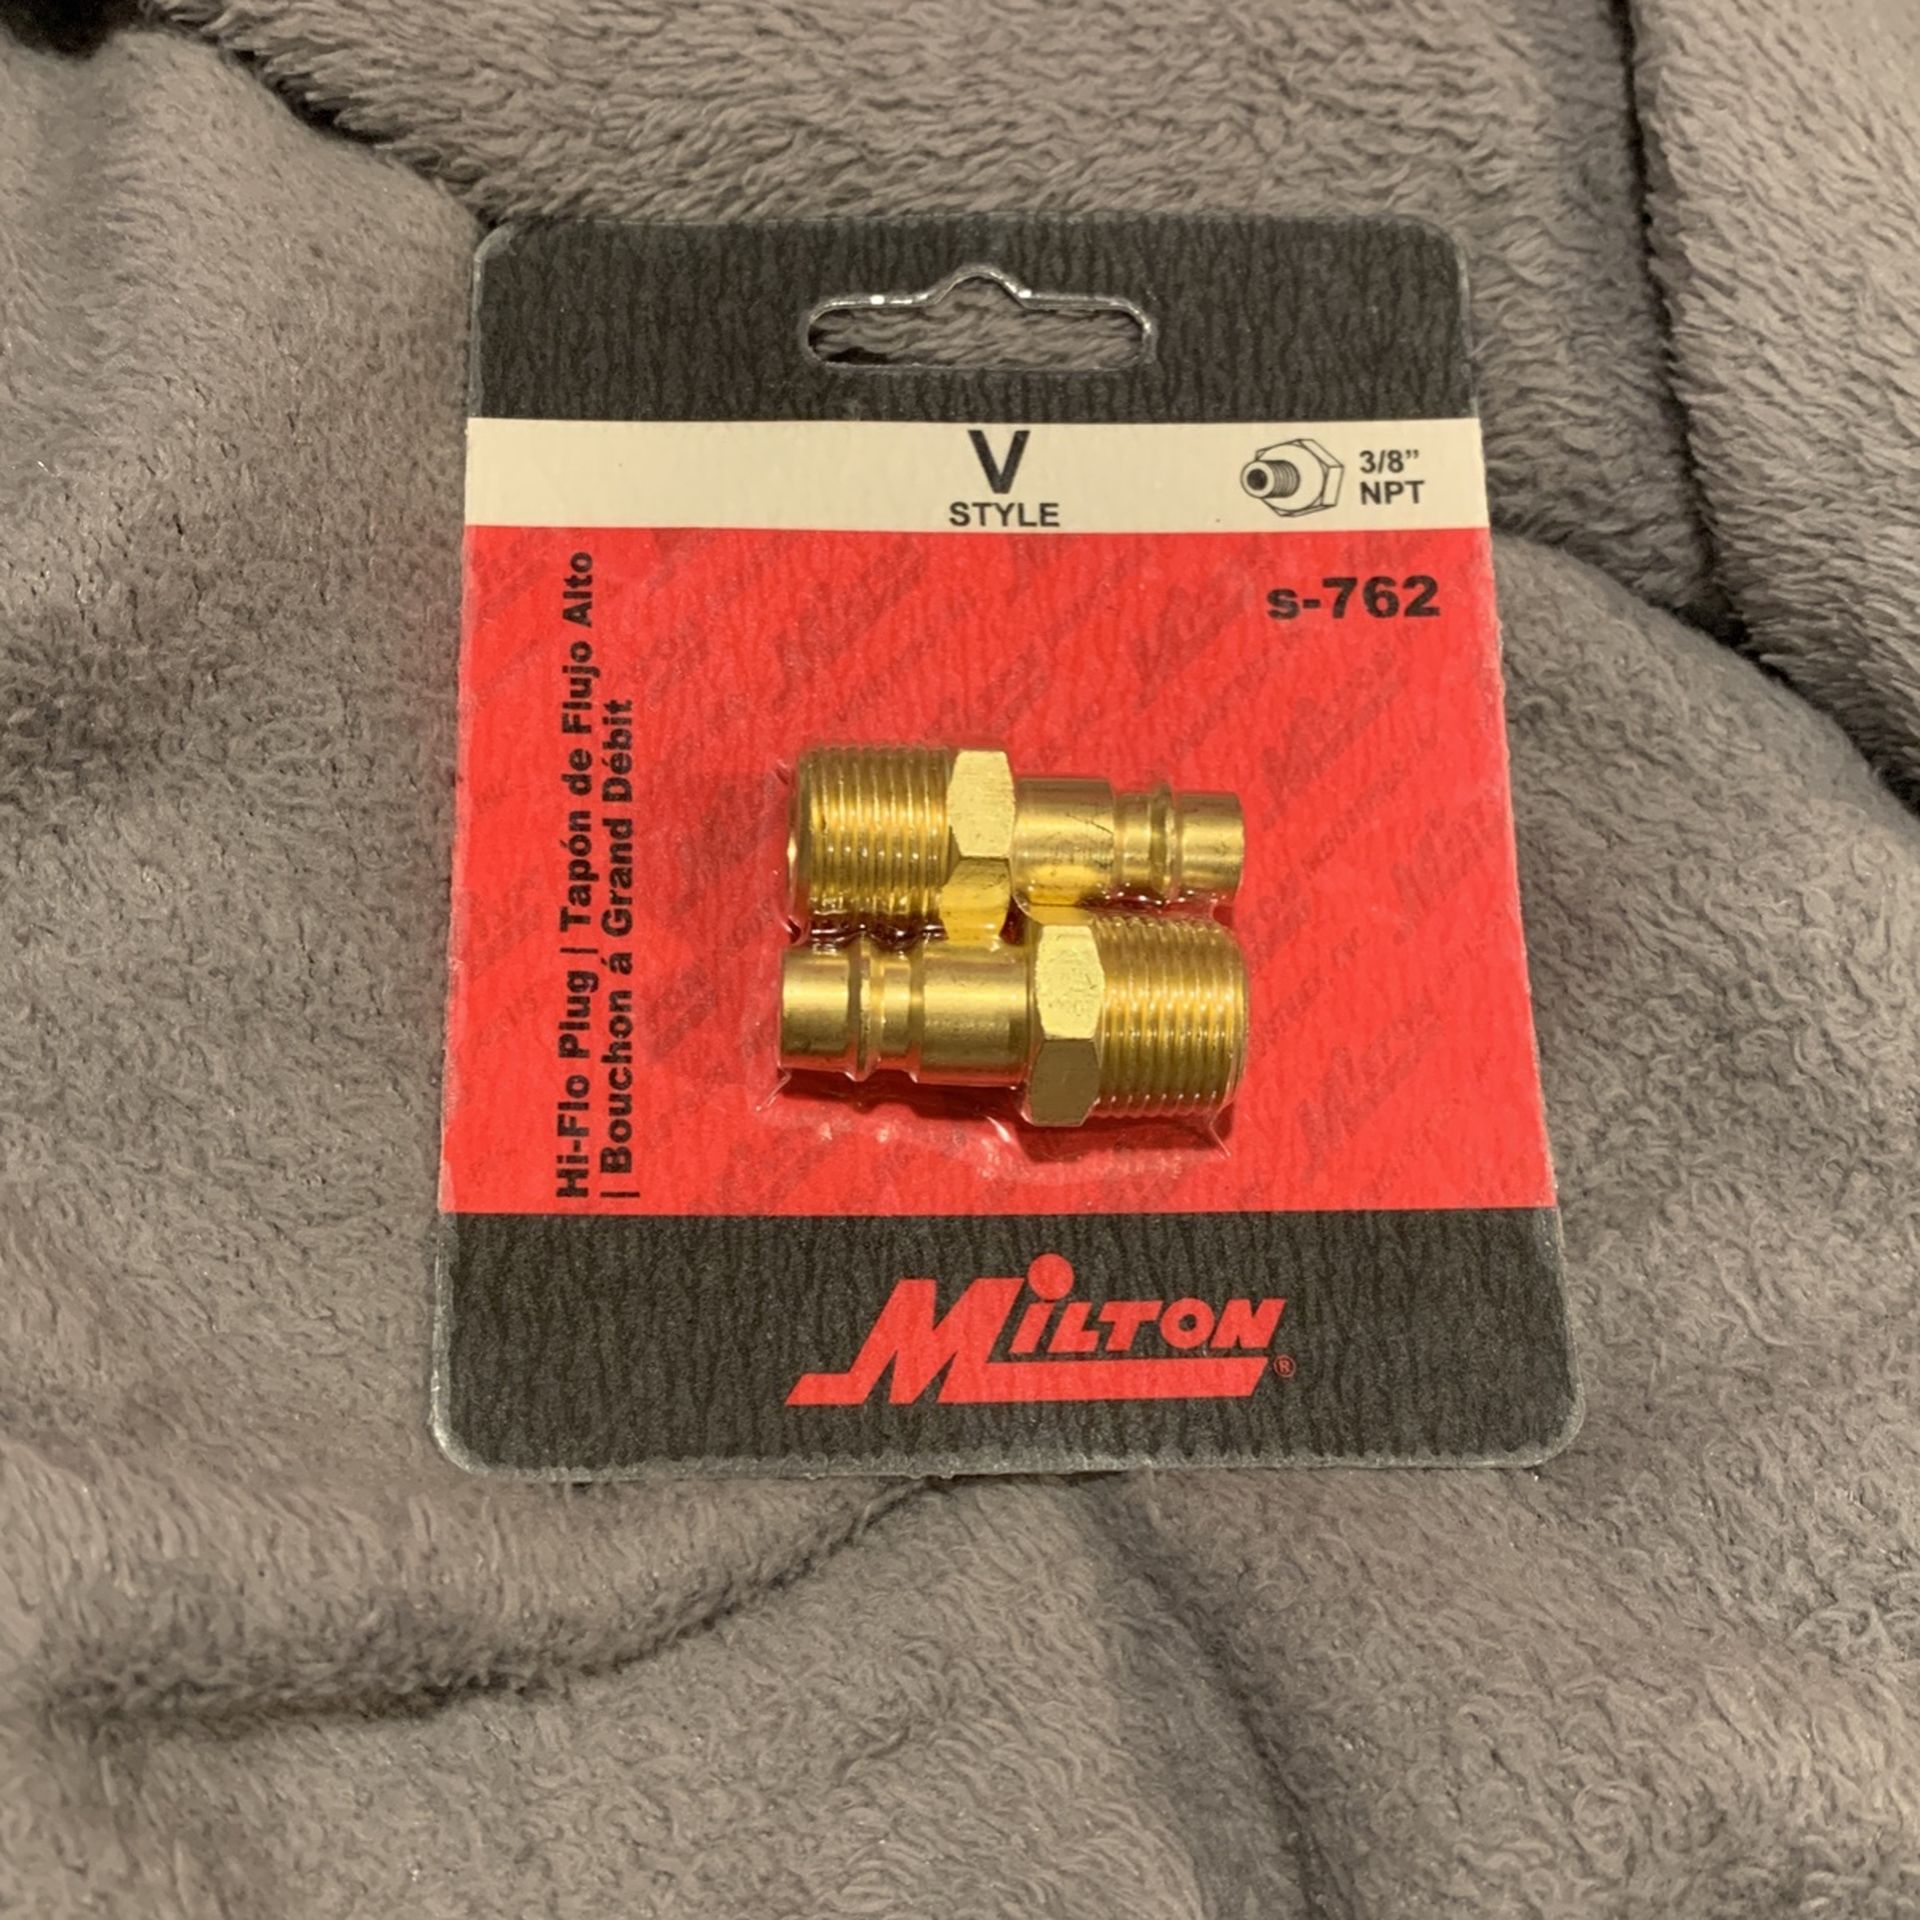 V
STYLE
3/8”
NPT
s-762
Hi-Flo Plug | Tapón de Flujo Alto
| Bouchon á Grand Débit
MiLTON®